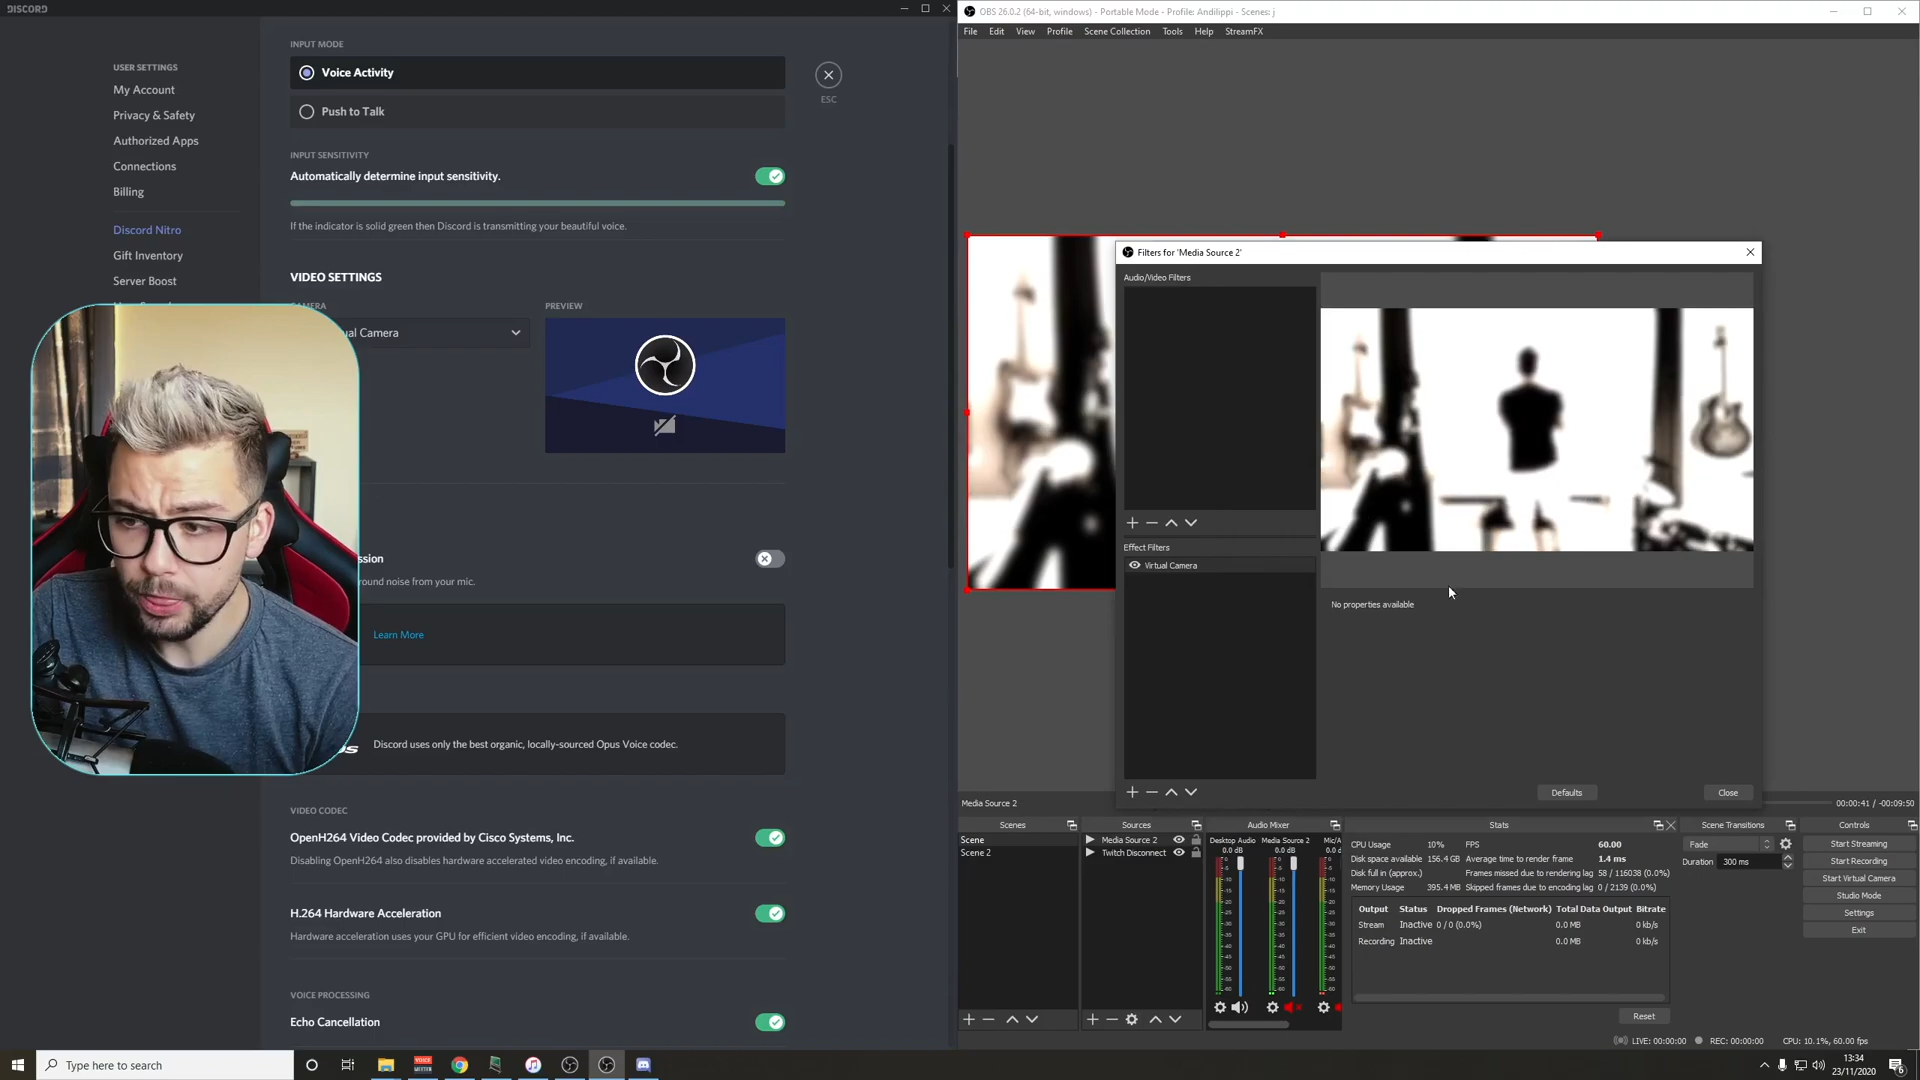 DISCORD
USER SETTINGS
My Account
Privacy & Safety
Authorized Apps
Connections
Billing
Discord Nitro
Gift Inventory
Server Boost
INPUT MODE
Voice Activity
Push to Talk
ESC
INPUT SENSITIVITY
Automatically determine input sensitivity.
If the indicator is solid green then Discord is transmitting your beautiful voice.
VIDEO SETTINGS
PREVIEW
Camera
Learn More
Discord uses only the best organic, locally-sourced Opus Voice codec.
VIDEO CODEC
OpenH264 Video Codec provided by Cisco Systems, Inc.
Disabling OpenH264 also disables hardware accelerated video encoding, if available.
H.264 Hardware Acceleration
Hardware acceleration uses your GPU for efficient video encoding, if available.
VOICE PROCESSING
Echo Cancellation
OBS 26.0.2 (64-bit, windows) - Portable Mode - Profile: Andilippi - Scenes: j
File Edit View Profile Scene Collection Tools Help StreamFX
Filters for 'Media Source 2'
Audio/Video Filters
Effect Filters
Virtual Camera
No properties available
Defaults Close
Media Source 2
00:00:41 / -00:09:50
Scenes
Scene
Scene 2
Sources
Media Source 2
Twitch Disconnect
Audio Mixer
Desktop Audio Media Source 2 Mic/A
0.0 dB 0.0 dB 0.0 d
Stats
CPU Usage 10% FPS 60.00
Disk space available 156.4 GB Average time to render frame 1.4 ms
Disk full in (approx.) Frames missed due to rendering lag 58 / 116038 (0.0%)
Memory Usage 395.4 MB Skipped frames due to encoding lag 0 / 2139 (0.0%)
Output Status Dropped Frames (Network) Total Data Output Bitrate
Stream Inactive 0 / 0 (0.0%) 0.0 MB 0 kb/s
Recording Inactive 0.0 MB 0 kb/s
Reset
Scene Transitions
Fade
Duration 300 ms
Controls
Start Streaming
Start Recording
Start Virtual Camera
Studio Mode
Settings
Exit
LIVE: 00:00:00 REC: 00:00:00 CPU: 10.1%, 60.00 fps
Type here to search
13:34
23/11/2020